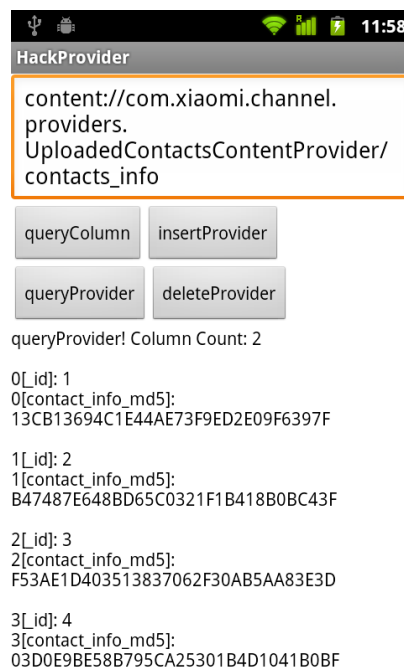 R
11:58
HackProvider
content://com.xiaomi.channel.
providers.
UploadedContactsContentProvider/
contacts_info
queryColumn
insertProvider
queryProvider
deleteProvider
queryProvider! Column Count: 2
0[_id]: 1
0[contact_info_md5]:
13CB13694C1E44AE73F9ED2E09F6397F
1[_id]: 2
1[contact_info_md5]:
B47487E648BD65C0321F1B418B0BC43F
2[_id]: 3
2[contact_info_md5]:
F53AE1D403513837062F30AB5AA83E3D
3[_id]: 4
3[contact_info_md5]:
03D0E9BE58B795CA25301B4D1041B0BF